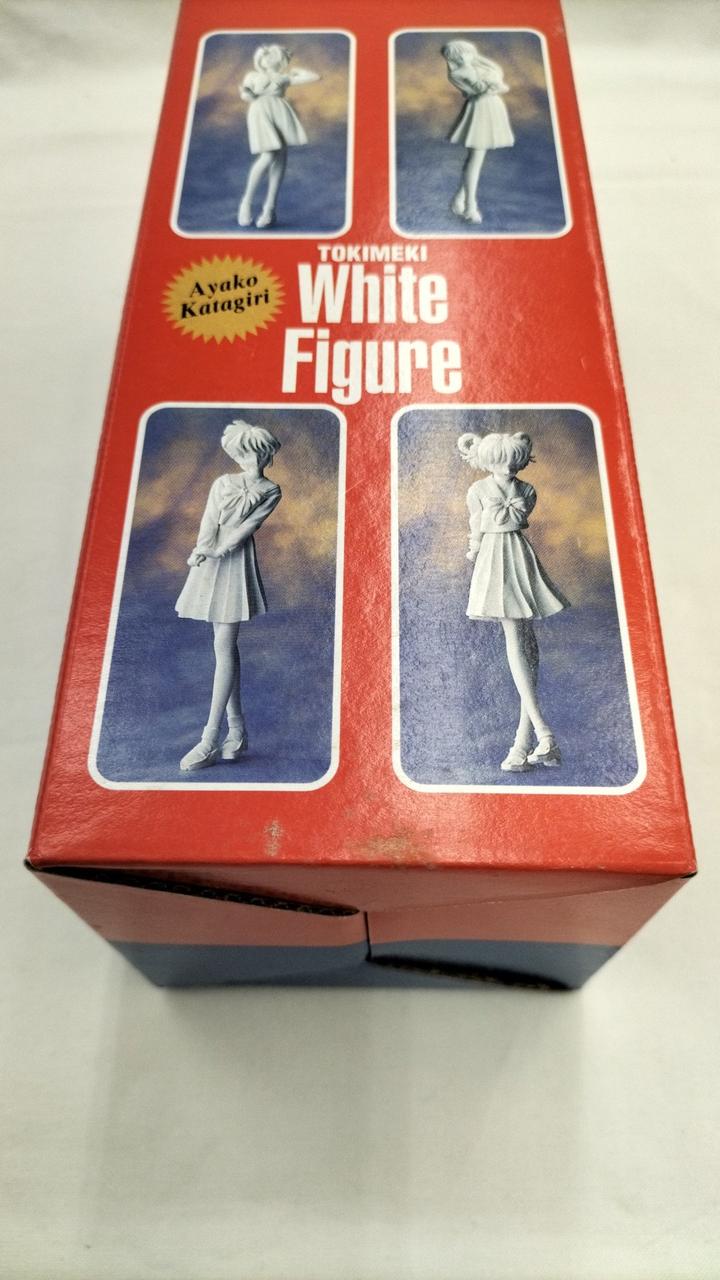 TOKIMEKI
White
Figure
Ayako
Katagiri